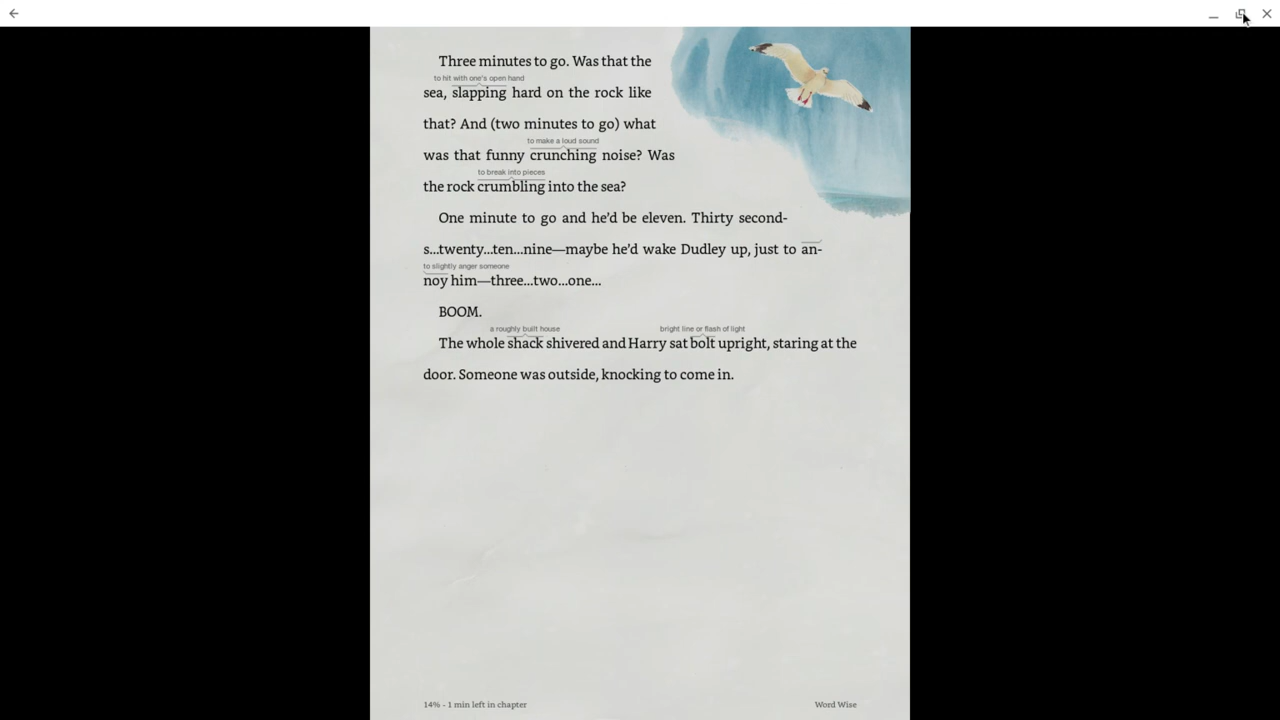 Three minutes to go. Was that the
to hit with one's open hand
sea, slapping hard on the rock like
that? And (two minutes to go) what
to make a loud sound
was that funny crunching noise? Was
to break into pieces
the rock crumbling into the sea?
One minute to go and he'd be eleven. Thirty second-
s...twenty...ten...nine—maybe he'd wake Dudley up, just to an-
to slightly anger someone
noy him—three...two...one...
BOOM.
a roughly built house bright line or flash of light
The whole shack shivered and Harry sat bolt upright, staring at the
door. Someone was outside, knocking to come in.
14% - 1 min left in chapter Word Wise